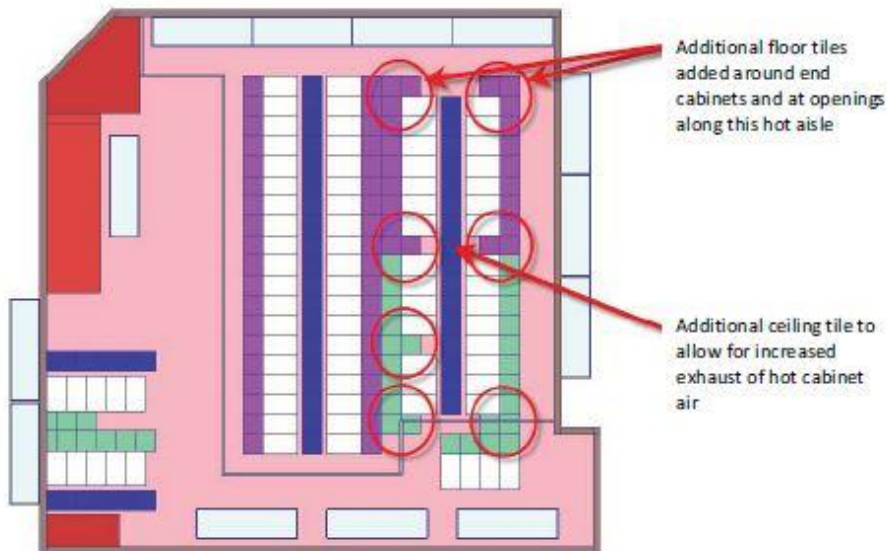 Additional floor tiles
added around end
cabinets and at openings
along this hot aisle
Additional ceiling tile to
allow for increased
exhaust of hot cabinet
air